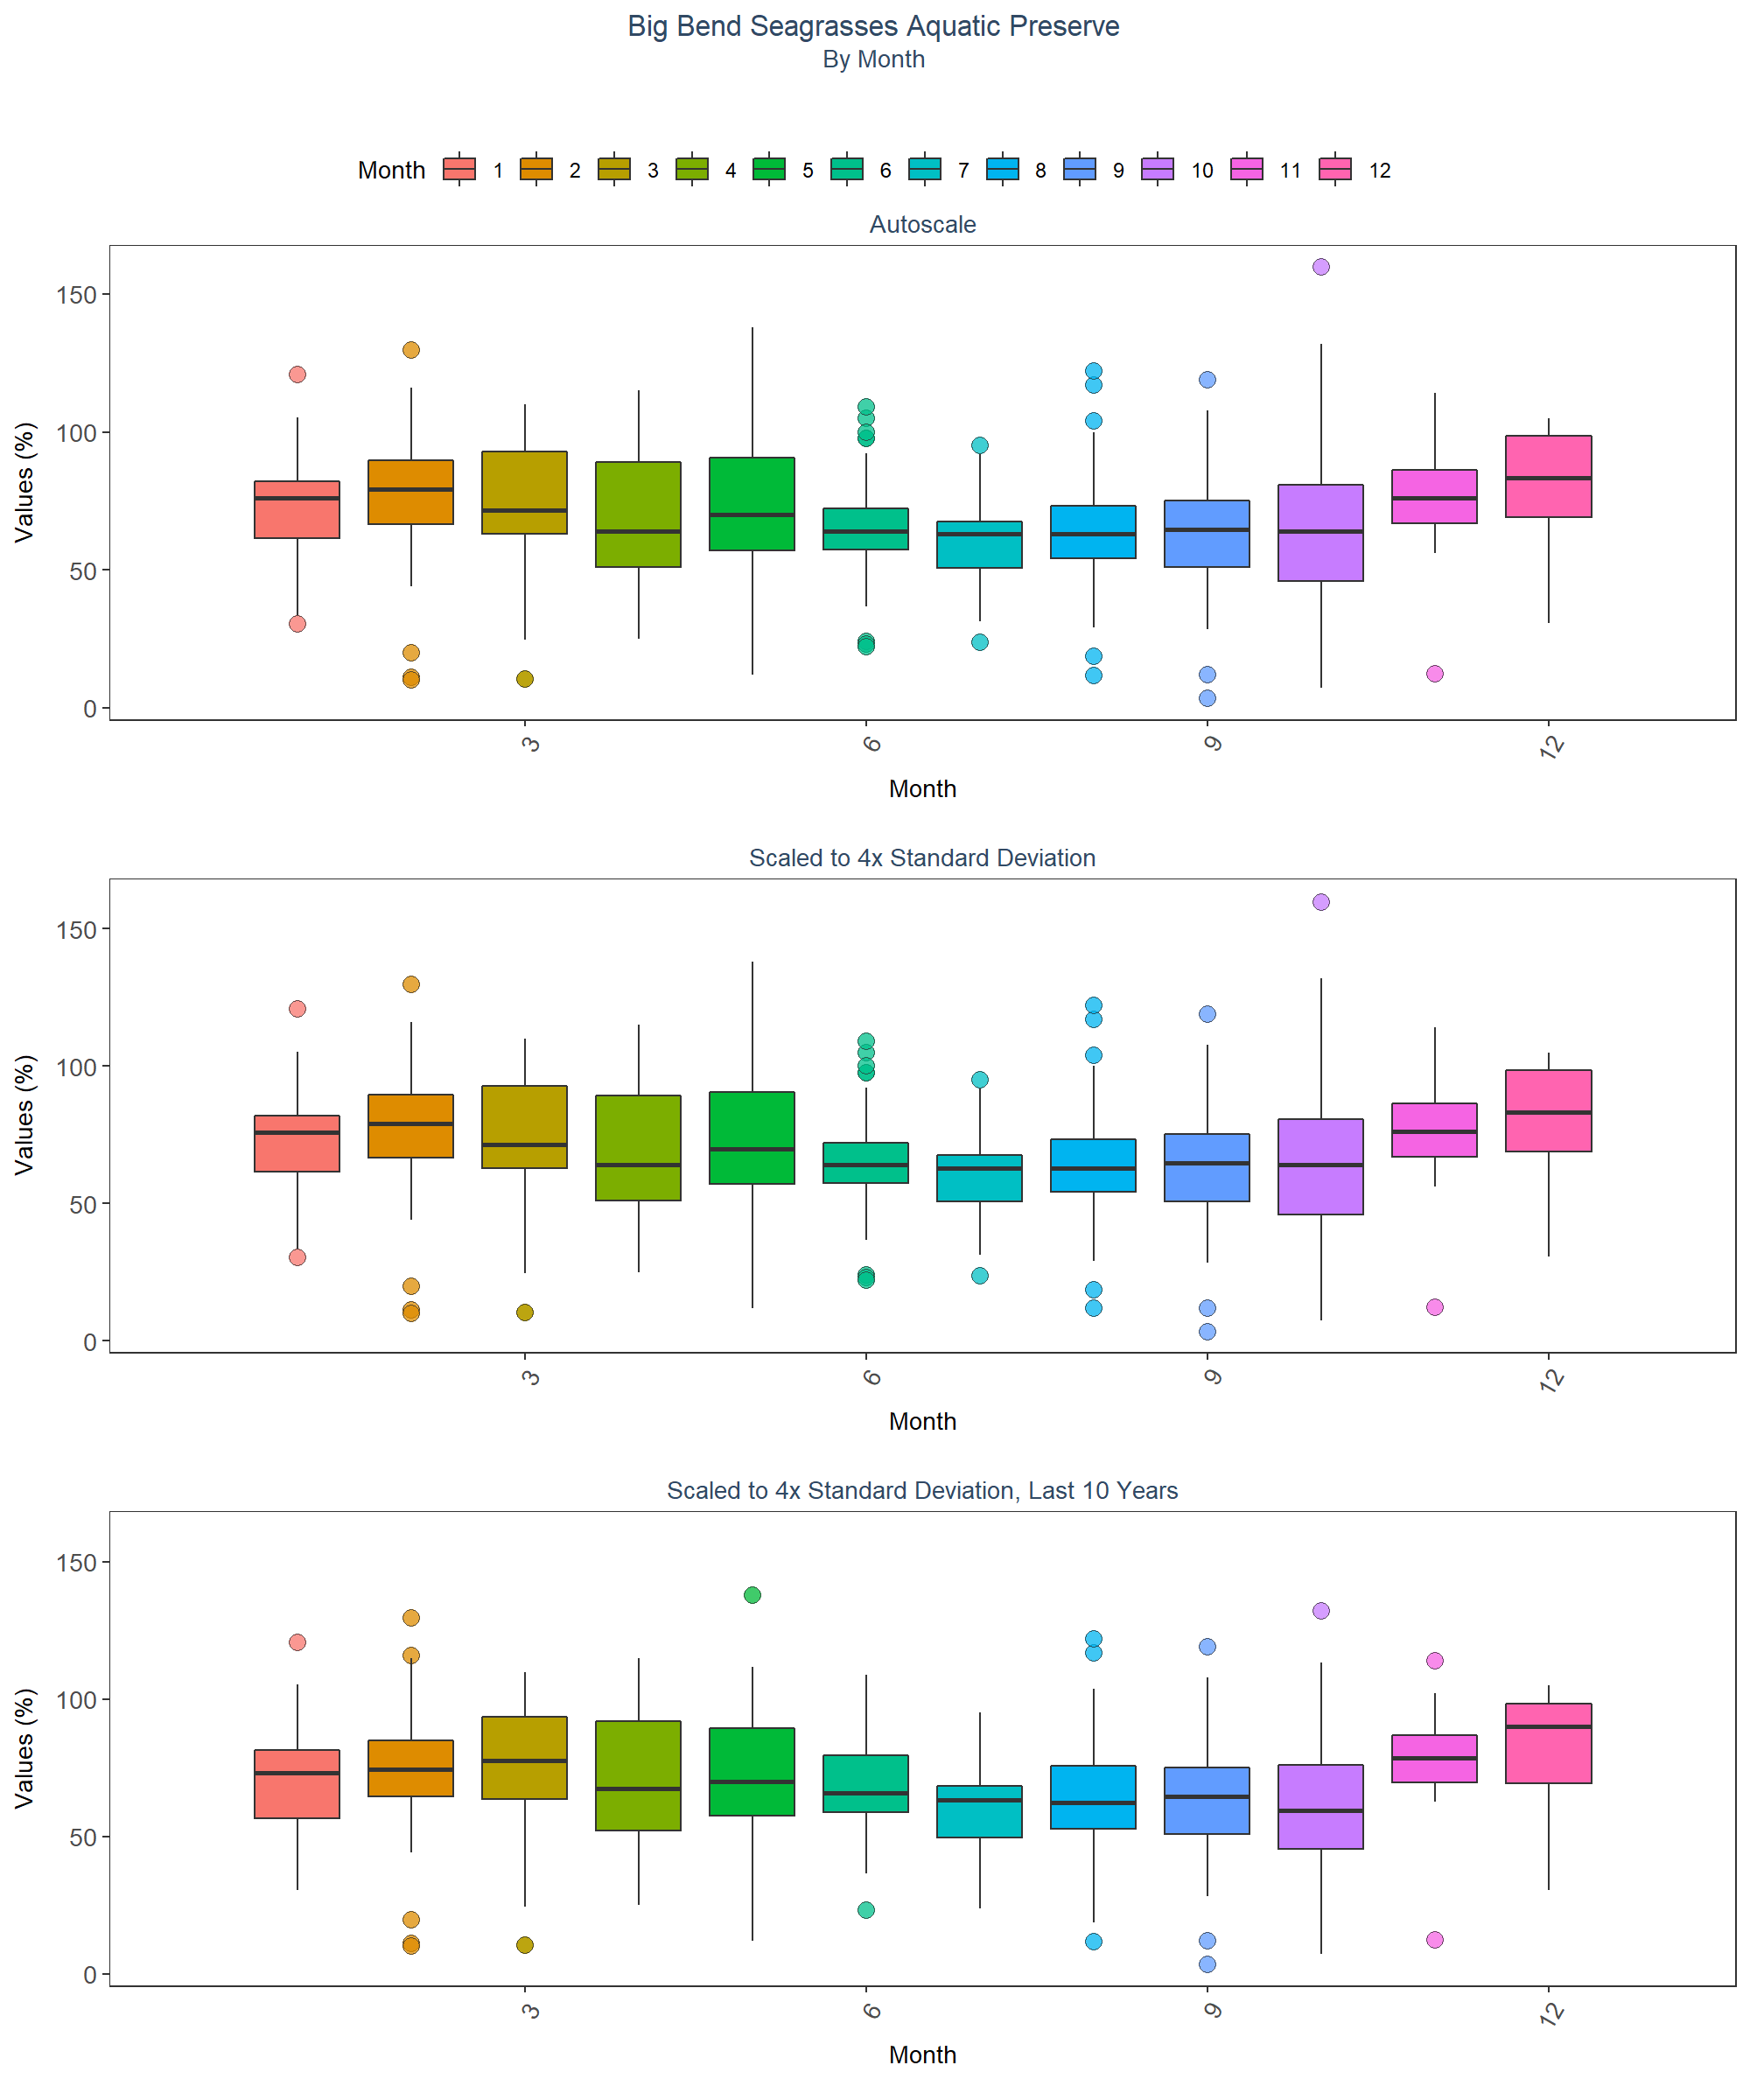 Big Bend Seagrasses Aquatic Preserve
By Month
Month 1 2 3 4 5 6 7 8 9 10 11 12
Autoscale
Values (%)
150
100
50
0
3 6 9 12
Month
Scaled to 4x Standard Deviation
Values (%)
150
100
50
0
3 6 9 12
Month
Scaled to 4x Standard Deviation, Last 10 Years
Values (%)
150
100
50
0
3 6 9 12
Month